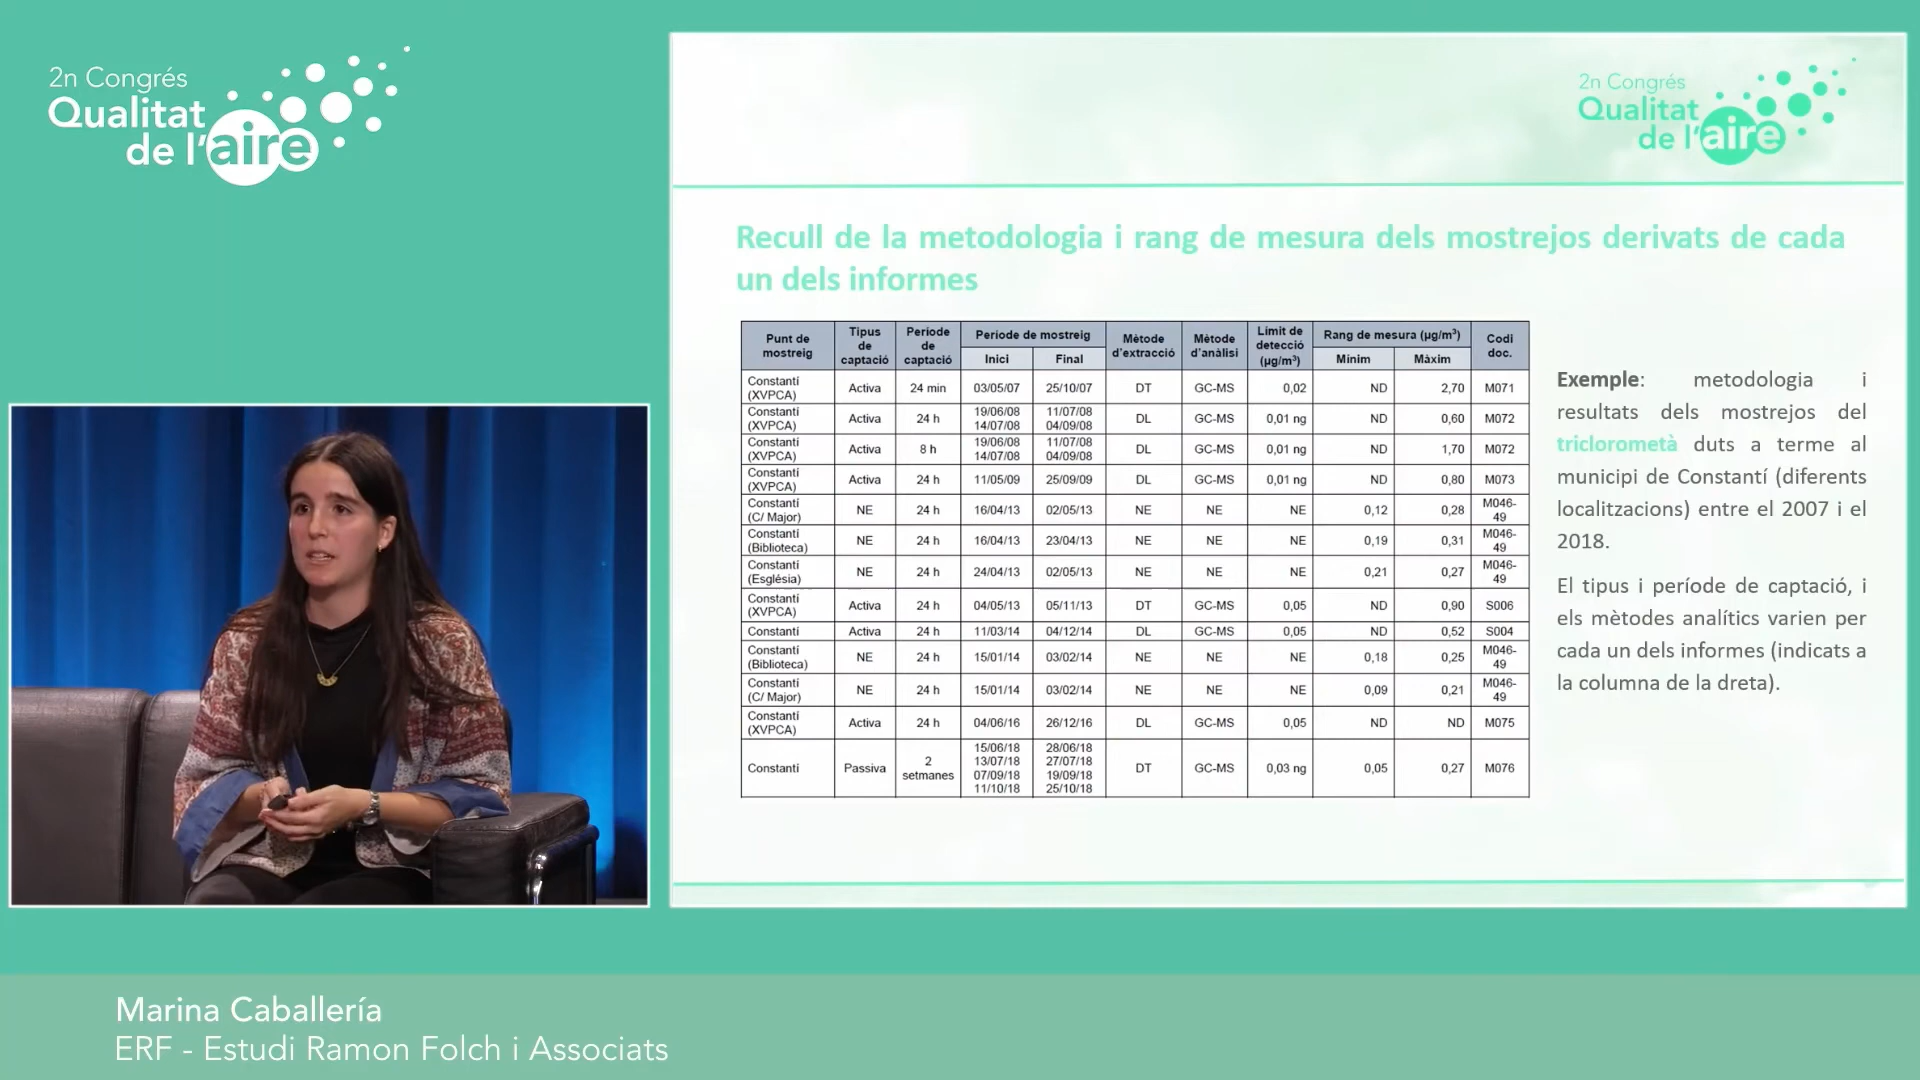 2n Congrés
Qualitat
de l'aire
2n Congrés
Qualitat
de l'aire
Recull de la metodologia i rang de mesura dels mostrejos derivats de cada
un dels informes
Punt de mostreig Tipus de captació Període de captació Període de mostreig Mètode d'extracció Mètode d'anàlisi Límit de detecció (µg/m³) Rang de mesura (µg/m³) Codi doc.
Inici Final Mínim Màxim
Constantí (XVPCA) Activa 24 min 03/05/07 25/10/07 DT GC-MS 0,02 ND 2,70 M071
Constantí (XVPCA) Activa 24 h 19/06/08 14/07/08 11/07/08 04/09/08 DL GC-MS 0,01 ng ND 0,60 M072
Constantí (XVPCA) Activa 8 h 19/06/08 14/07/08 11/07/08 04/09/08 DL GC-MS 0,01 ng ND 1,70 M072
Constantí (XVPCA) Activa 24 h 11/05/09 25/09/09 DL GC-MS 0,01 ng ND 0,80 M073
Constantí (C/ Major) NE 24 h 16/04/13 02/05/13 NE NE NE 0,12 0,28 M046-49
Constantí (Biblioteca) NE 24 h 16/04/13 23/04/13 NE NE NE 0,19 0,31 M046-49
Constantí (Església) NE 24 h 24/04/13 02/05/13 NE NE NE 0,21 0,27 M046-49
Constantí (XVPCA) Activa 24 h 04/05/13 05/11/13 DT GC-MS 0,05 ND 0,90 S006
Constantí Activa 24 h 11/03/14 04/12/14 DL GC-MS 0,05 ND 0,52 S004
Constantí (Biblioteca) NE 24 h 15/01/14 03/02/14 NE NE NE 0,18 0,25 M046-49
Constantí (C/ Major) NE 24 h 15/01/14 03/02/14 NE NE NE 0,09 0,21 M046-49
Constantí (XVPCA) Activa 24 h 04/06/16 26/12/16 DL GC-MS 0,05 ND ND M075
Constantí Passiva 2 setmanes 15/06/18 13/07/18 07/09/18 11/10/18 28/06/18 27/07/18 19/09/18 25/10/18 DT GC-MS 0,03 ng 0,05 0,27 M076
Exemple: metodologia i
resultats dels mostrejos del
triclorometà duts a terme al
municipi de Constantí (diferents
localitzacions) entre el 2007 i el
2018.
El tipus i període de captació, i
els mètodes analítics varien per
cada un dels informes (indicats a
la columna de la dreta).
Marina Caballería
ERF - Estudi Ramon Folch i Associats